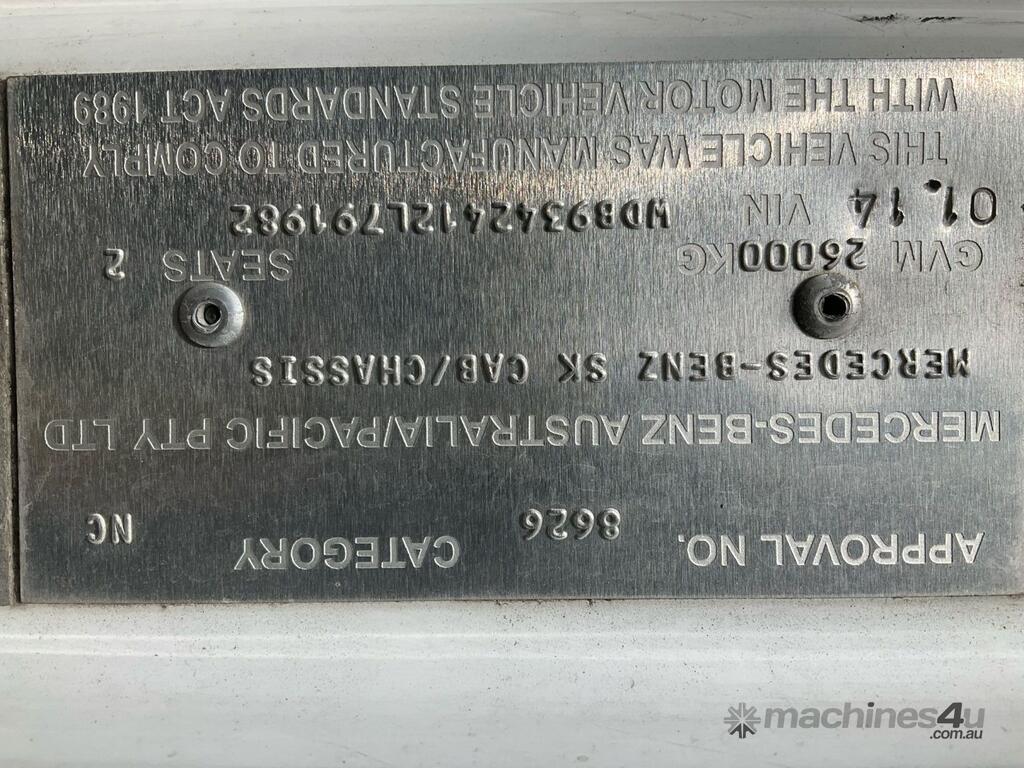 APPROVAL NO. 8626 CATEGORY NC
MERCEDES-BENZ AUSTRALIA/PACIFIC PTY LTD
MERCEDES-BENZ SK CAB/CHASSIS
GVM 26000KG SEATS 2
01.14 VIN WDB9342412L791982
THIS VEHICLE WAS MANUFACTURED TO COMPLY
WITH THE MOTOR VEHICLE STANDARDS ACT 1989
machines4u
.com.au